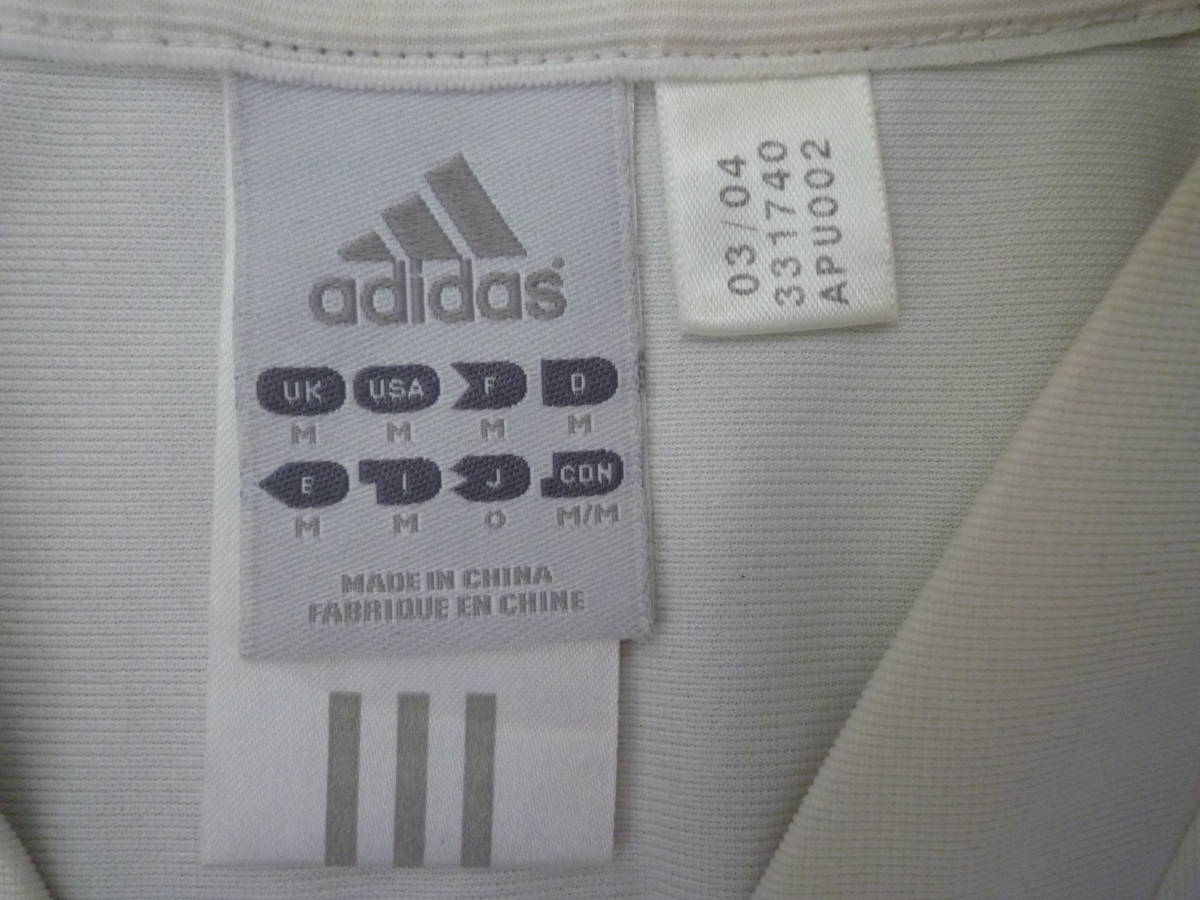 adidas
UK USA F D
M M M M
E I J CDN
M M O M/M
MADE IN CHINA
FABRIQUE EN CHINE
03/04
331740
APU002